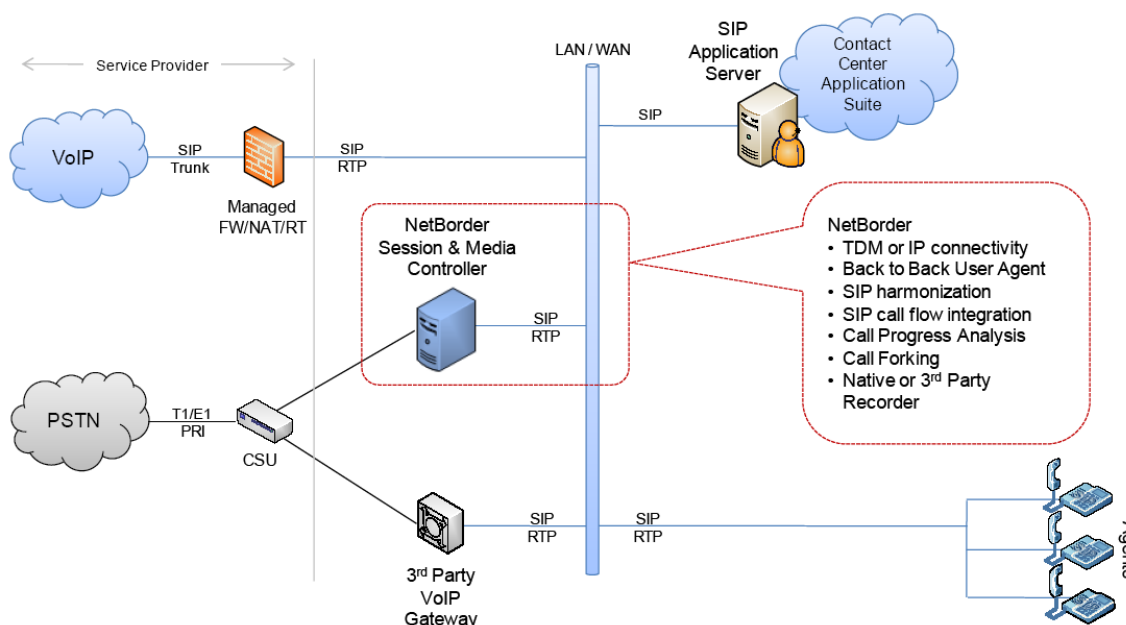 Service Provider
VoIP
SIP
Trunk
Managed
FW/NAT/RT
SIP
RTP
LAN / WAN
SIP
SIP
Application
Server
Contact
Center
Application
Suite
NetBorder
Session & Media
Controller
SIP
RTP
NetBorder
• TDM or IP connectivity
• Back to Back User Agent
• SIP harmonization
• SIP call flow integration
• Call Progress Analysis
• Call Forking
• Native or 3rd Party
Recorder
PSTN
T1/E1
PRI
CSU
3rd Party
VoIP
Gateway
SIP
RTP
SIP
RTP
Agents